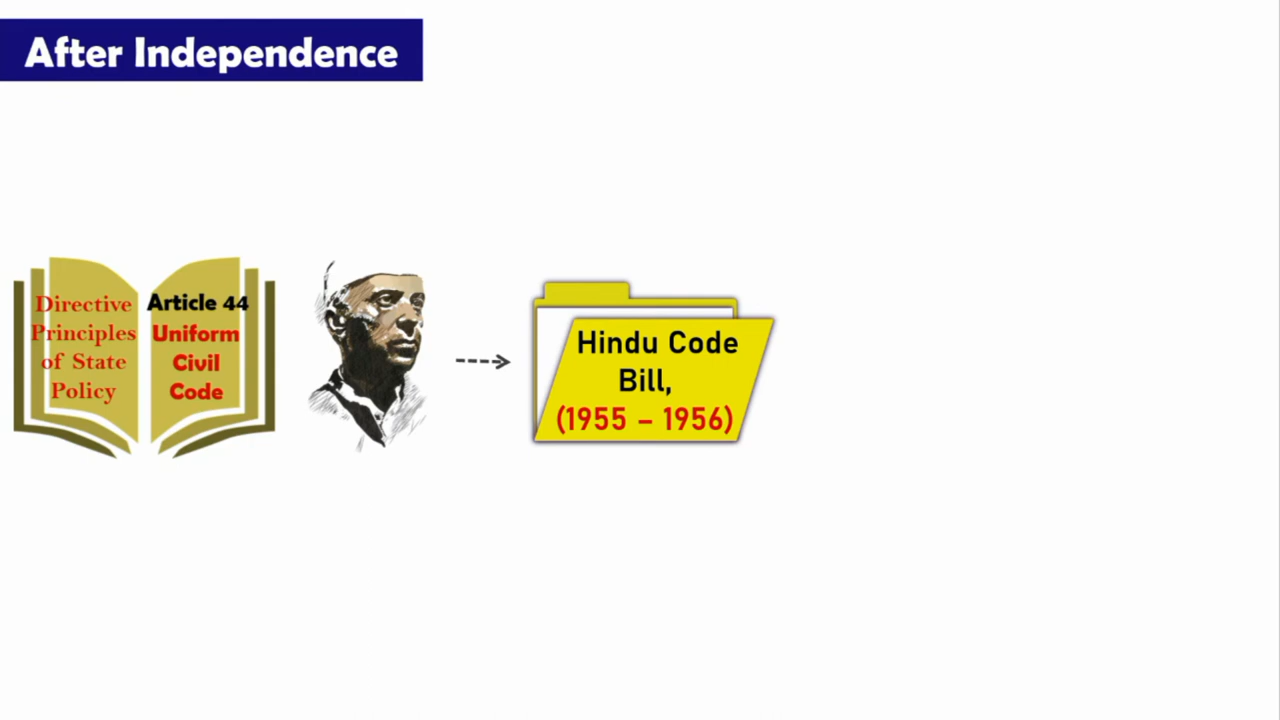 After Independence
Directive
Principles
of State
Policy
Article 44
Uniform
Civil
Code
Hindu Code
Bill,
(1955 – 1956)